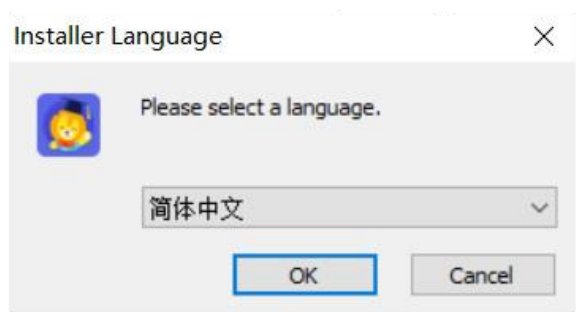 Installer Language
Please select a language.
简体中文
OK Cancel